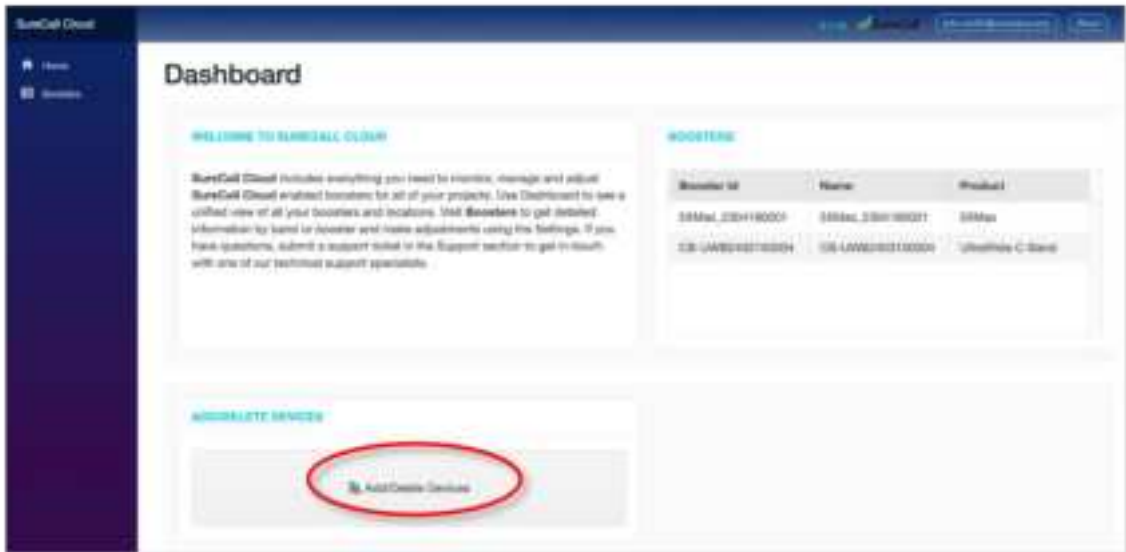 SureCall Cloud
Home
Boosters
Dashboard
WELCOME TO SURECALL CLOUD
SureCall Cloud includes everything you need to monitor, manage and adjust
SureCall Cloud enabled boosters for all of your projects. Use Dashboard to see a
unified view of all your boosters and locations. Visit Boosters to get detailed
information by band or booster and make adjustments using the Settings. If you
have questions, submit a support ticket in the Support section to get in touch
with one of our technical support specialists.
BOOSTERS
Booster Id Name Product
UltraWide C-Band
ADD/DELETE DEVICES
Add/Delete Devices